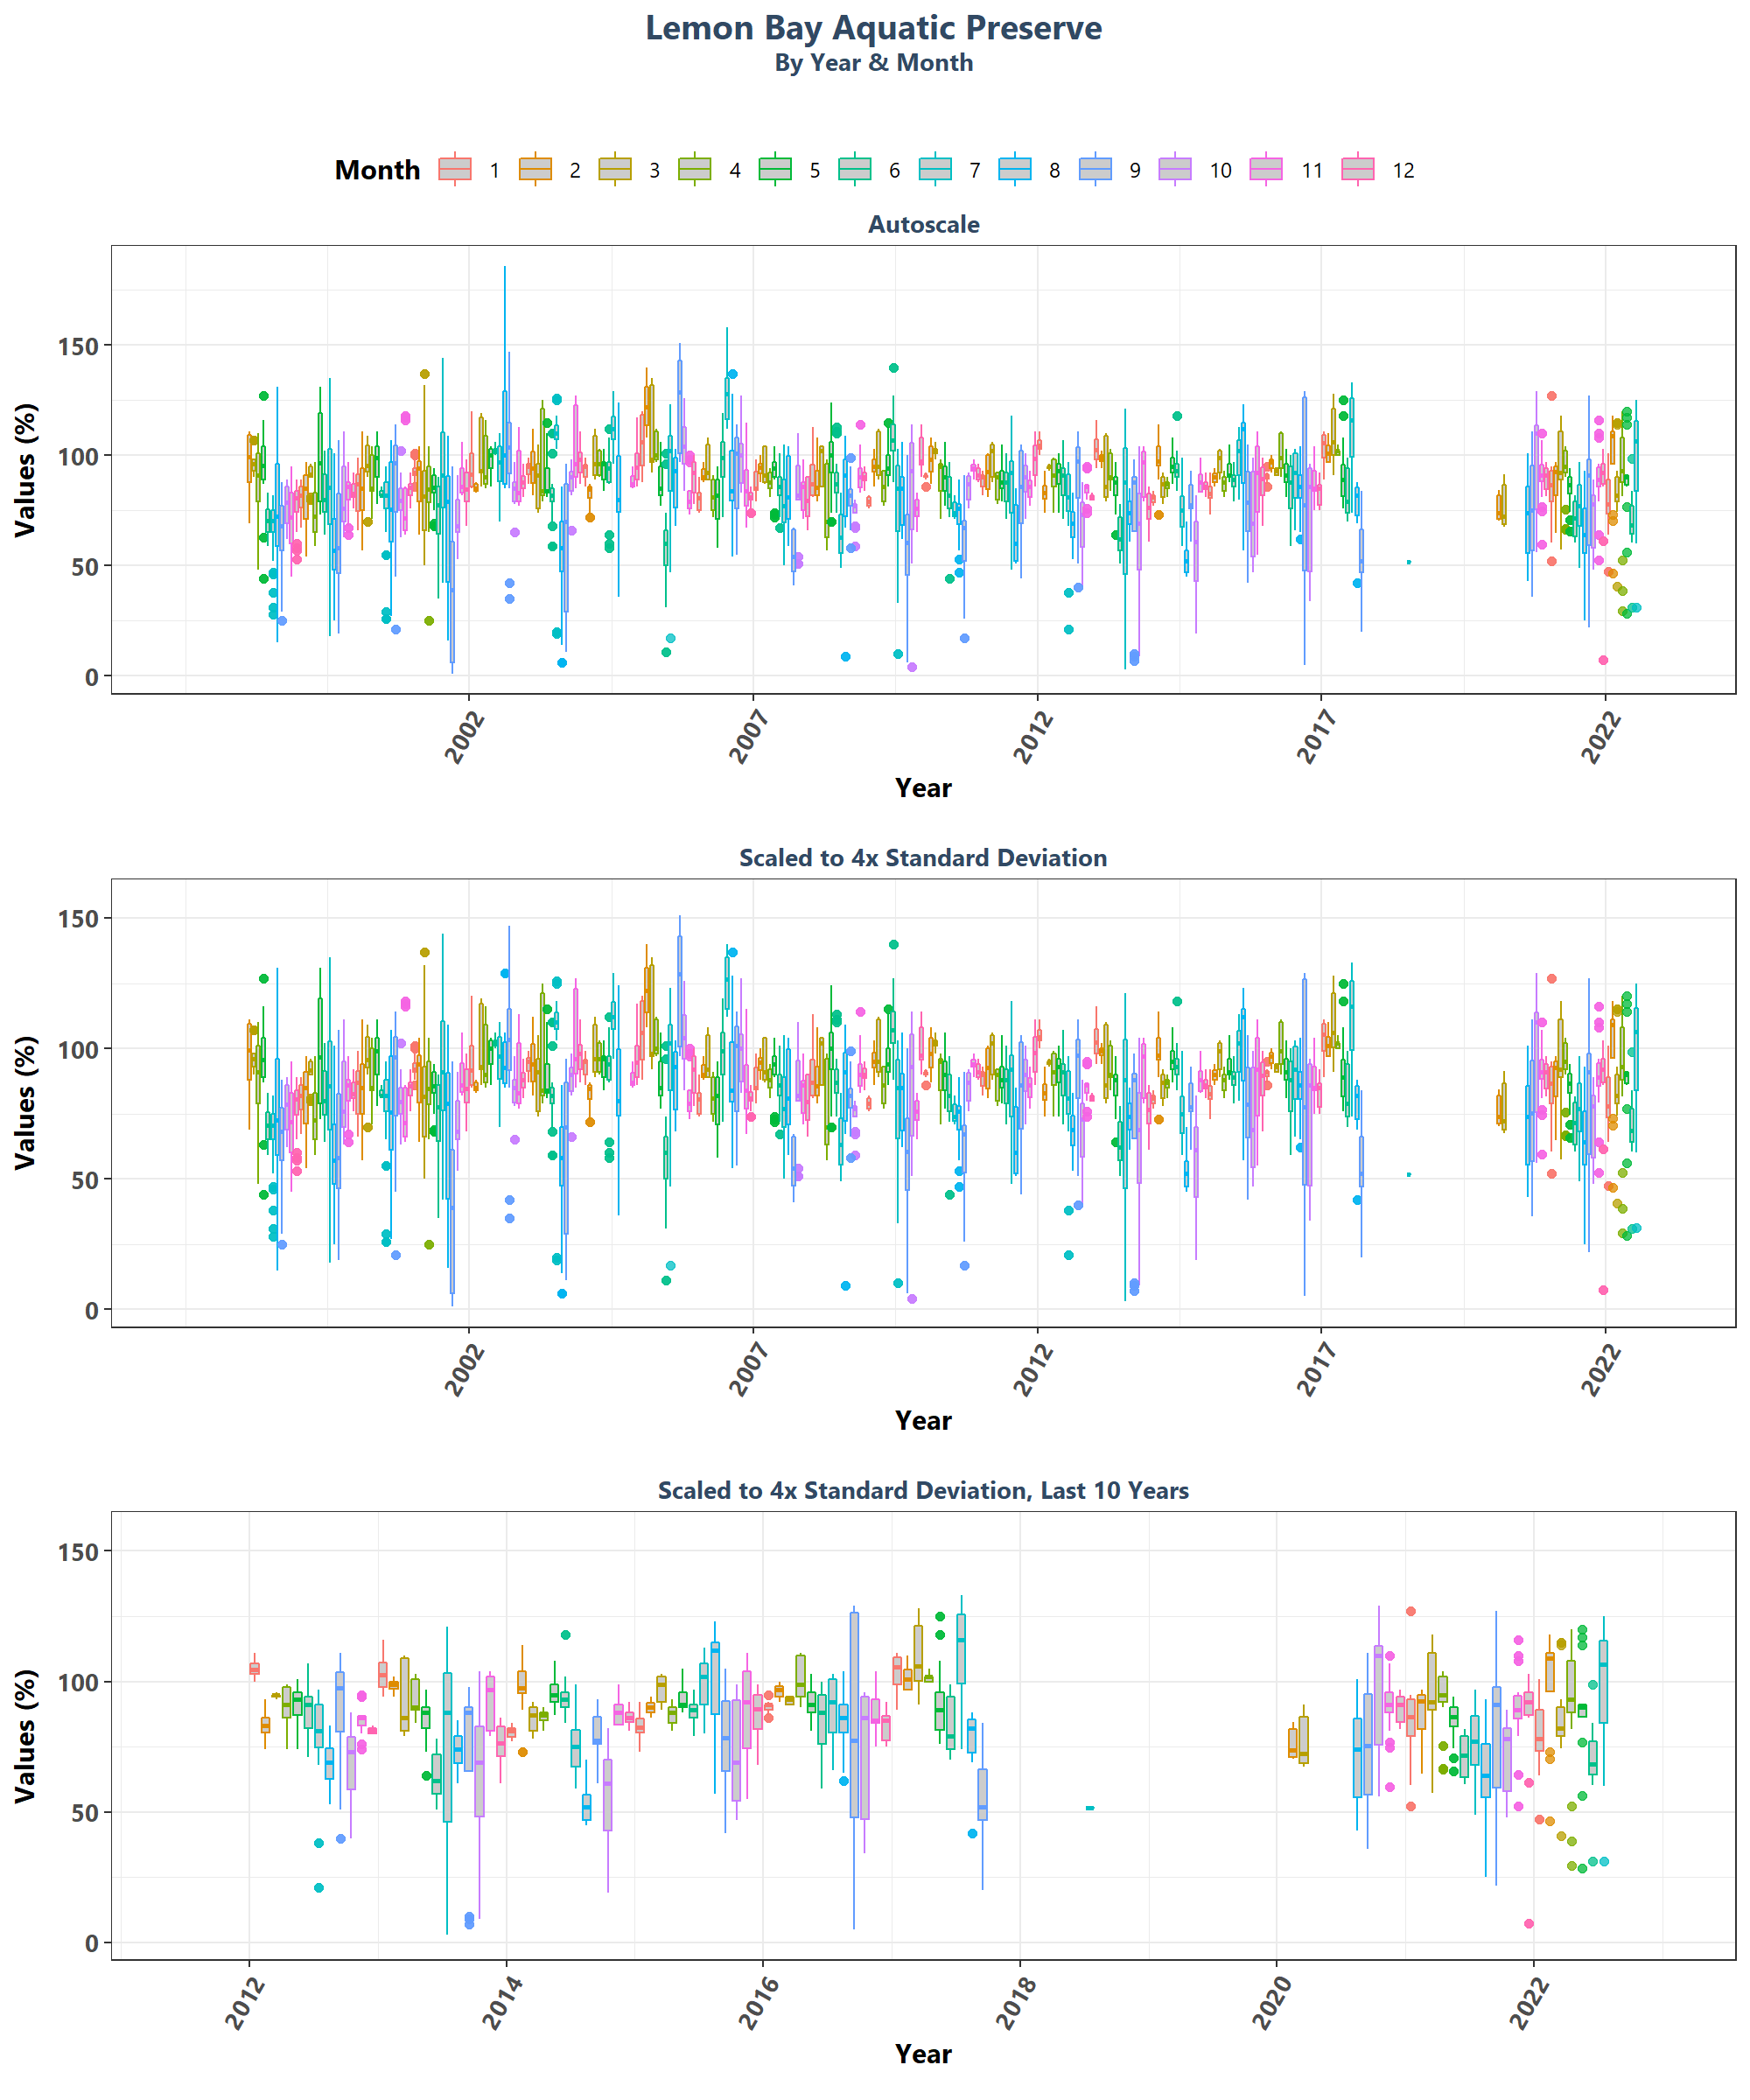 Lemon Bay Aquatic Preserve
By Year & Month
Month 1 2 3 4 5 6 7 8 9 10 11 12
Autoscale
Values (%)
150
100
50
0
2002 2007 2012 2017 2022
Year
Scaled to 4x Standard Deviation
Values (%)
150
100
50
0
2002 2007 2012 2017 2022
Year
Scaled to 4x Standard Deviation, Last 10 Years
Values (%)
150
100
50
0
2012 2014 2016 2018 2020 2022
Year